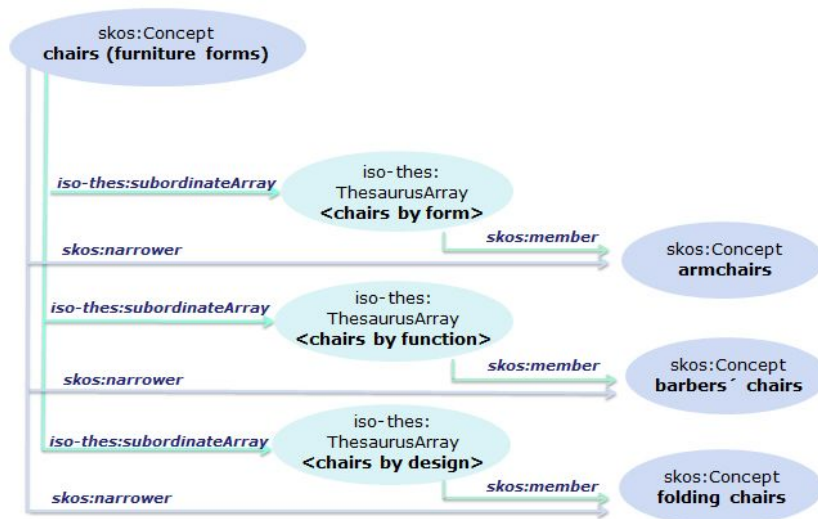 skos:Concept
chairs (furniture forms)
iso-thes:subordinateArray
iso-thes:
ThesaurusArray
<chairs by form>
skos:member
skos:narrower
skos:Concept
armchairs
iso-thes:subordinateArray
iso-thes:
ThesaurusArray
<chairs by function>
skos:member
skos:narrower
skos:Concept
barbers´ chairs
iso-thes:subordinateArray
iso-thes:
ThesaurusArray
<chairs by design>
skos:member
skos:narrower
skos:Concept
folding chairs